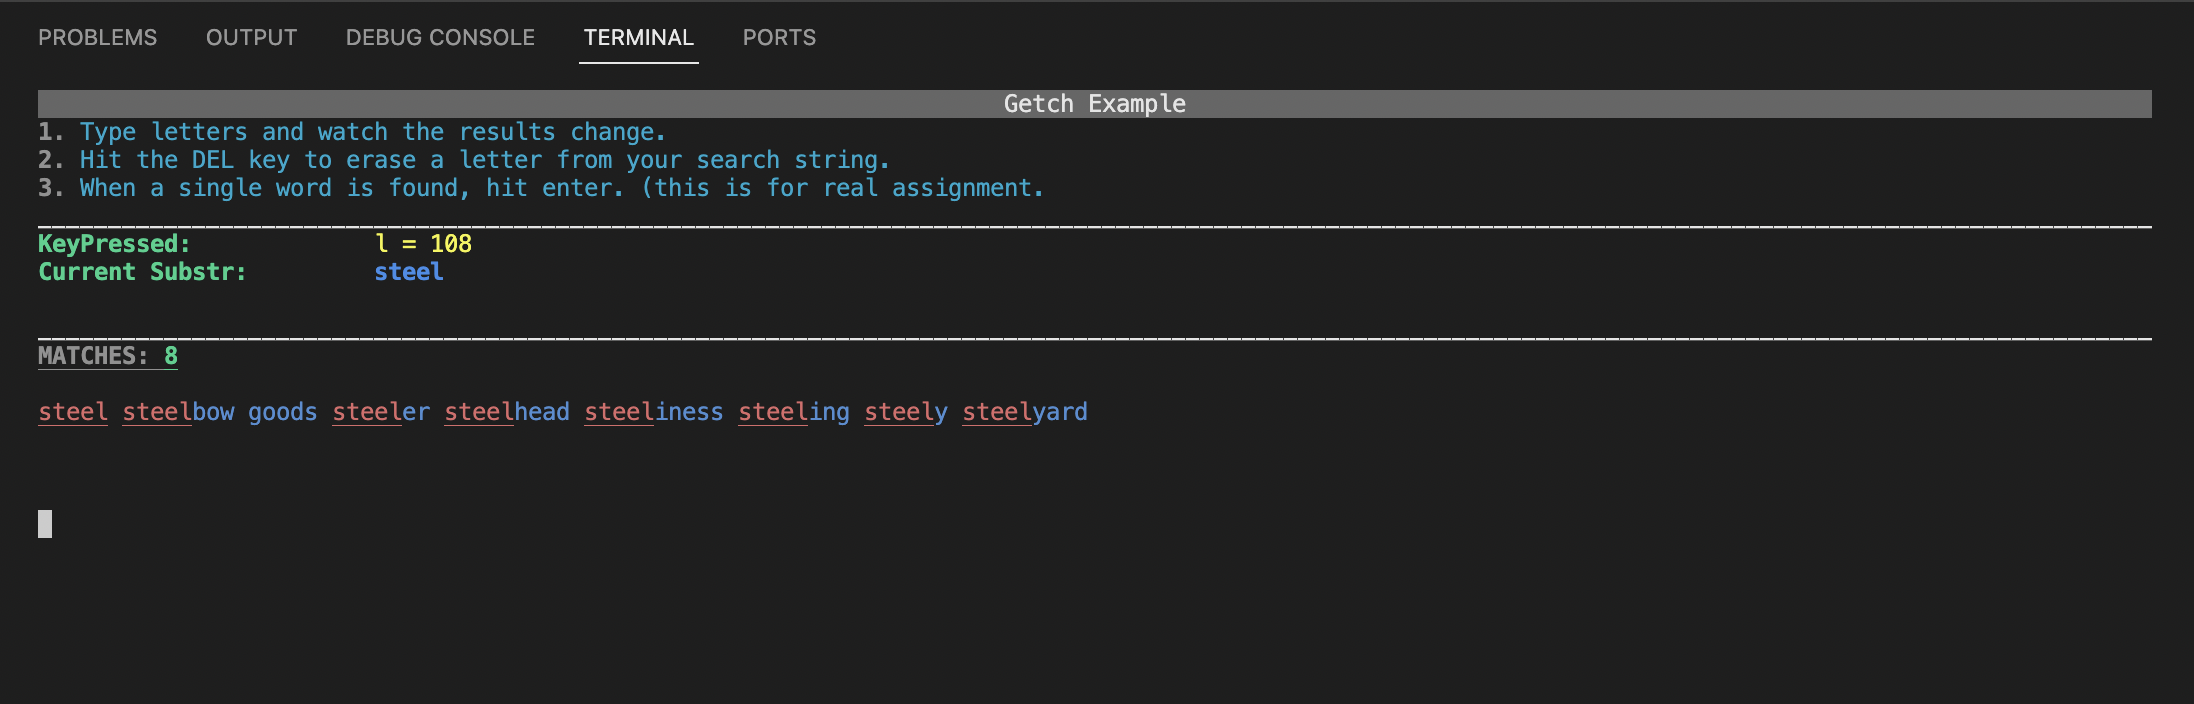 PROBLEMS OUTPUT DEBUG CONSOLE TERMINAL PORTS
Getch Example
1. Type letters and watch the results change.
2. Hit the DEL key to erase a letter from your search string.
3. When a single word is found, hit enter. (this is for real assignment.
KeyPressed: l = 108
Current Substr: steel
MATCHES: 8
steel steelbow goods steeler steelhead steeliness steeling steely steelyard